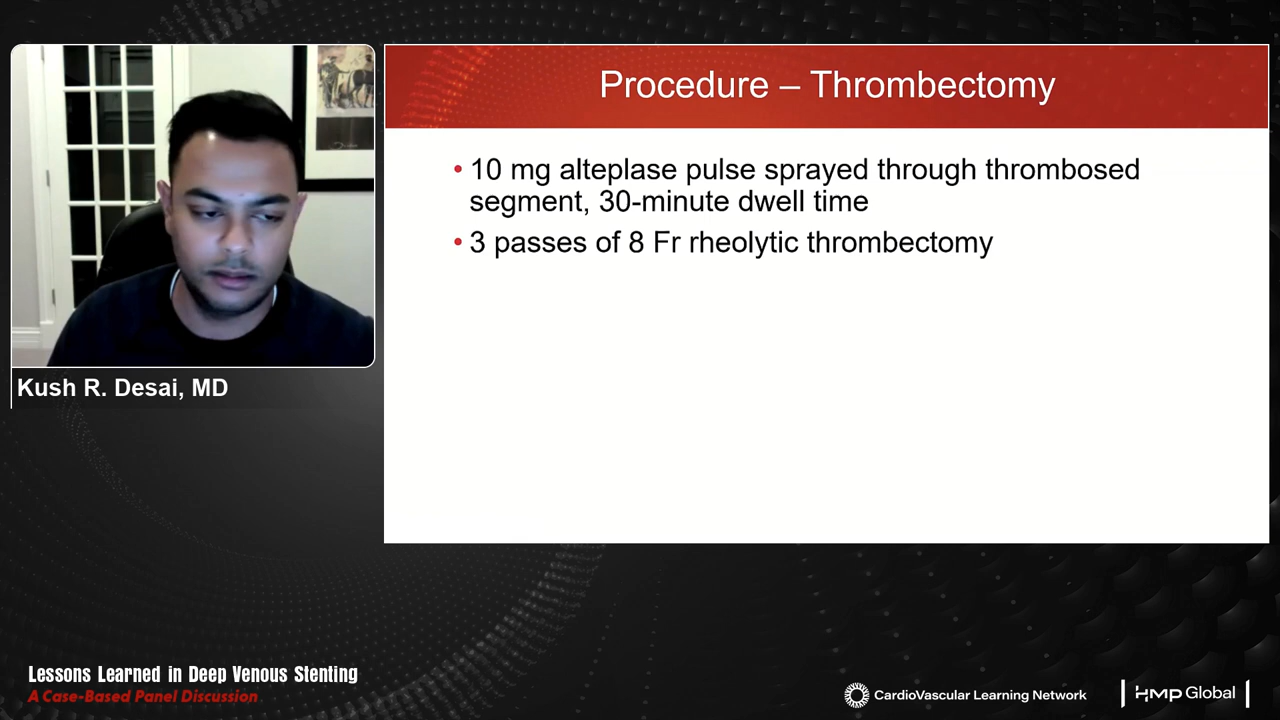 Procedure – Thrombectomy
• 10 mg alteplase pulse sprayed through thrombosed
segment, 30-minute dwell time
• 3 passes of 8 Fr rheolytic thrombectomy
Kush R. Desai, MD
Lessons Learned in Deep Venous Stenting
A Case-Based Panel Discussion
CardioVascular Learning Network
HMP Global